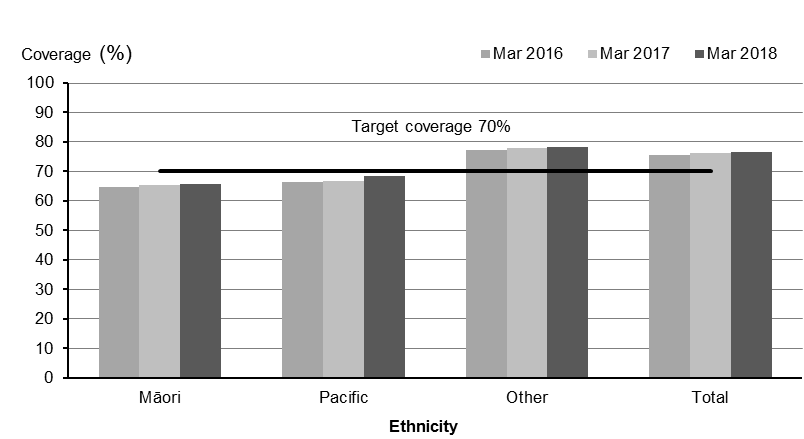 Coverage (%)
Mar 2016 Mar 2017 Mar 2018
100
90
Target coverage 70%
80
70
60
50
40
30
20
10
0
Māori Pacific Other Total
Ethnicity